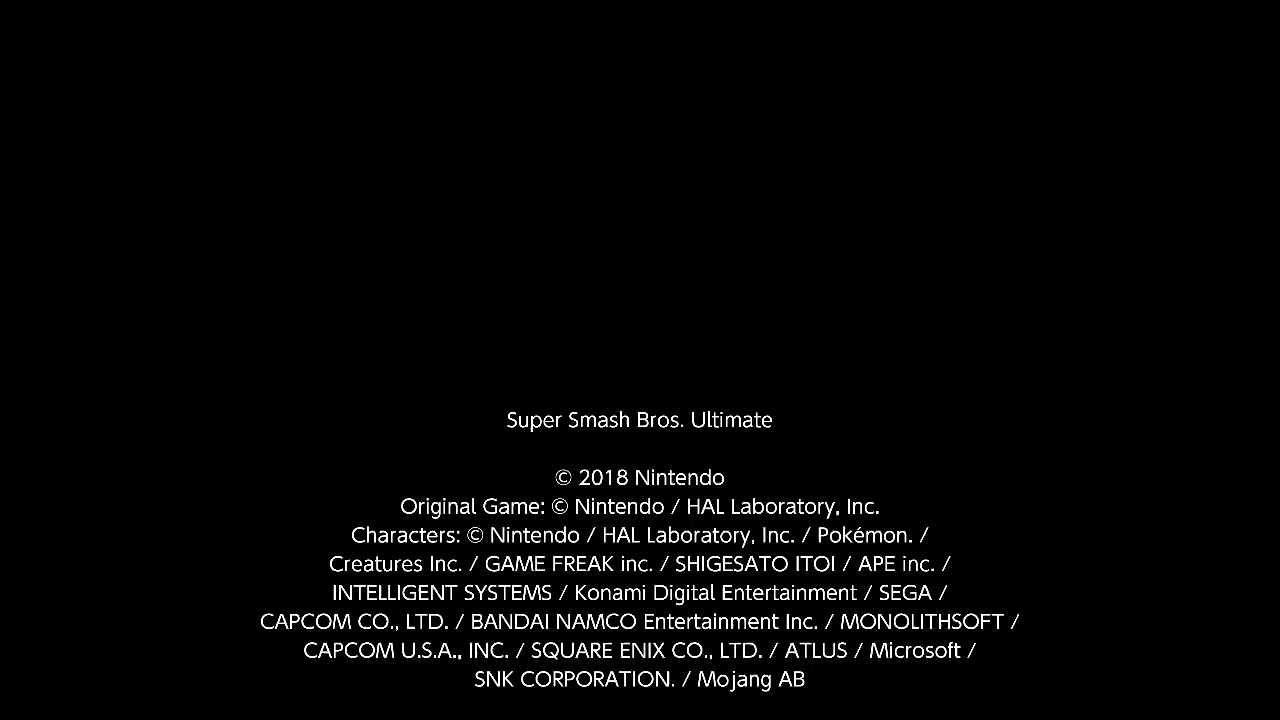 Super Smash Bros. Ultimate
© 2018 Nintendo
Original Game: © Nintendo / HAL Laboratory, Inc.
Characters: © Nintendo / HAL Laboratory, Inc. / Pokémon. /
Creatures Inc. / GAME FREAK inc. / SHIGESATO ITOI / APE inc. /
INTELLIGENT SYSTEMS / Konami Digital Entertainment / SEGA /
CAPCOM CO., LTD. / BANDAI NAMCO Entertainment Inc. / MONOLITHSOFT /
CAPCOM U.S.A., INC. / SQUARE ENIX CO., LTD. / ATLUS / Microsoft /
SNK CORPORATION. / Mojang AB